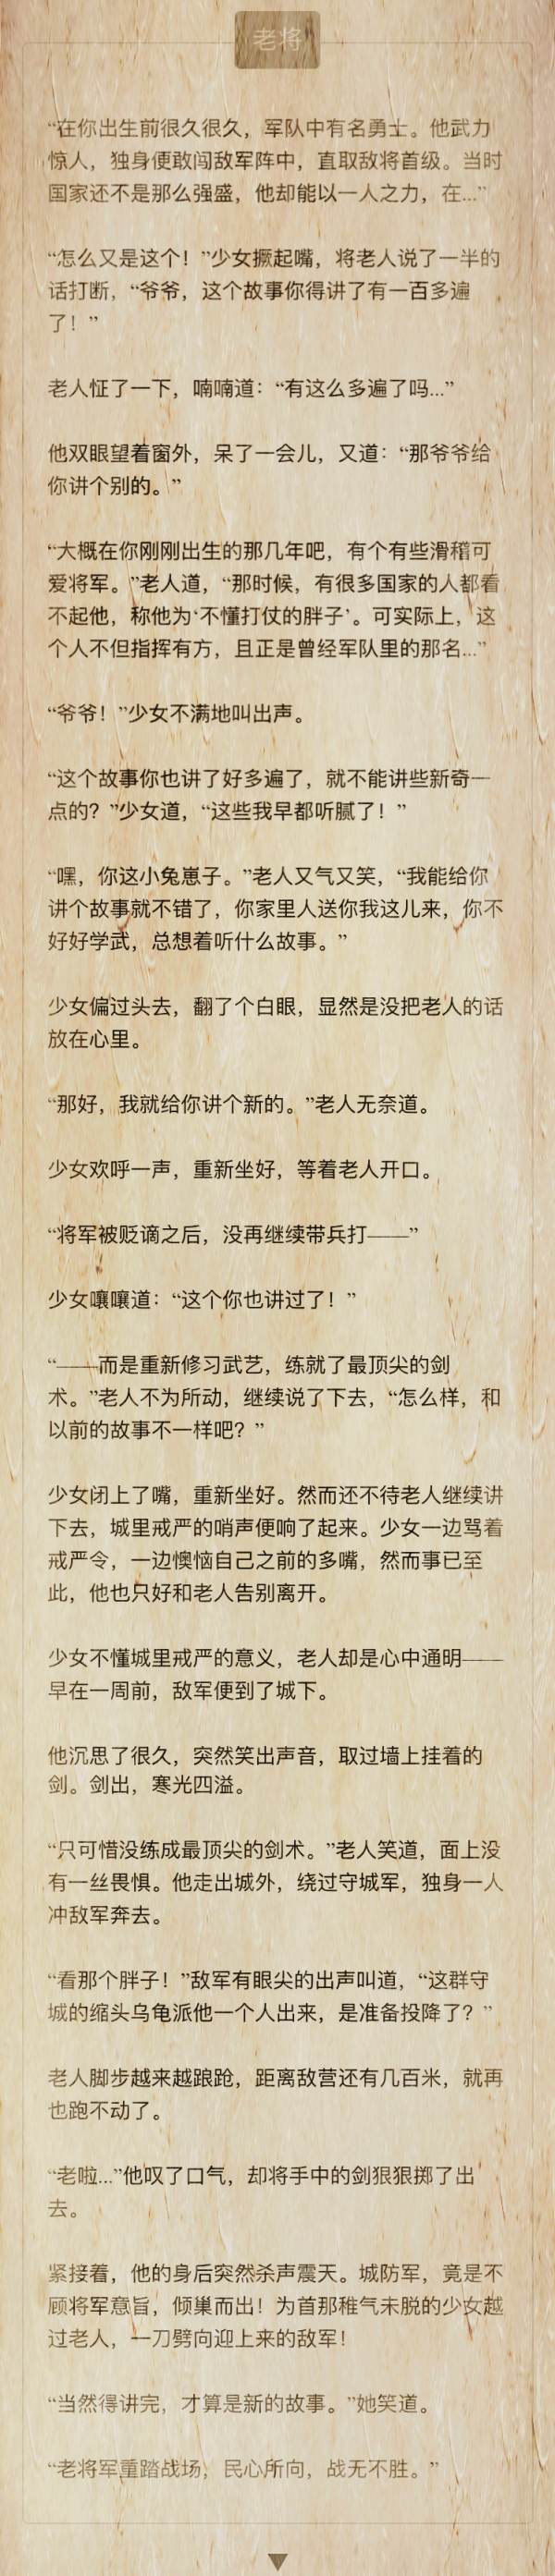 老将
“在你出生前很久很久，军队中有名勇士。他武力
惊人，独身便敢闯敌军阵中，直取敌将首级。当时
国家还不是那么强盛，他却能以一人之力，在...”
“怎么又是这个！”少女撅起嘴，将老人说了一半的
话打断，“爷爷，这个故事你得讲了有一百多遍
了！”
老人怔了一下，喃喃道：“有这么多遍了吗...”
他双眼望着窗外，呆了一会儿，又道：“那爷爷给
你讲个别的。”
“大概在你刚刚出生的那几年吧，有个有些滑稽可
爱将军。”老人道，“那时候，有很多国家的人都看
不起他，称他为‘不懂打仗的胖子’。可实际上，这
个人不但指挥有方，且正是曾经军队里的那名...”
“爷爷！”少女不满地叫出声。
“这个故事你也讲了好多遍了，就不能讲些新奇一
点的？”少女道，“这些我早都听腻了！”
“嘿，你这小兔崽子。”老人又气又笑，“我能给你
讲个故事就不错了，你家里人送你我这儿来，你不
好好学武，总想着听什么故事。”
少女偏过头去，翻了个白眼，显然是没把老人的话
放在心里。
“那好，我就给你讲个新的。”老人无奈道。
少女欢呼一声，重新坐好，等着老人开口。
“将军被贬谪之后，没再继续带兵打——”
少女嚷嚷道：“这个你也讲过了！”
“——而是重新修习武艺，练就了最顶尖的剑
术。”老人不为所动，继续说了下去，“怎么样，和
以前的故事不一样吧？”
少女闭上了嘴，重新坐好。然而还不待老人继续讲
下去，城里戒严的哨声便响了起来。少女一边骂着
戒严令，一边懊恼自己之前的多嘴，然而事已至
此，他也只好和老人告别离开。
少女不懂城里戒严的意义，老人却是心中通明——
早在一周前，敌军便到了城下。
他沉思了很久，突然笑出声音，取过墙上挂着的
剑。剑出，寒光四溢。
“只可惜没练成最顶尖的剑术。”老人笑道，面上没
有一丝畏惧。他走出城外，绕过守城军，独身一人
冲敌军奔去。
“看那个胖子！”敌军有眼尖的出声叫道，“这群守
城的缩头乌龟派他一个人出来，是准备投降了？”
老人脚步越来越踉跄，距离敌营还有几百米，就再
也跑不动了。
“老啦...”他叹了口气，却将手中的剑狠狠掷了出
去。
紧接着，他的身后突然杀声震天。城防军，竟是不
顾将军意旨，倾巢而出！为首那稚气未脱的少女越
过老人，一刀劈向迎上来的敌军！
“当然得讲完，才算是新的故事。”她笑道。
“老将军重踏战场，民心所向，战无不胜。”